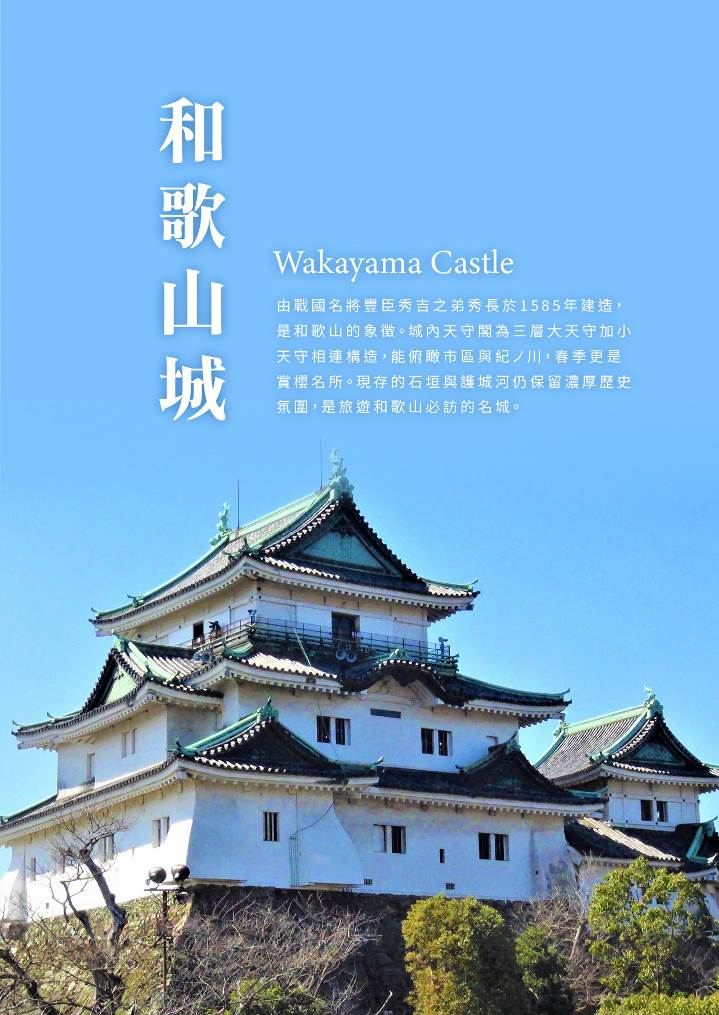 和歌山城
Wakayama Castle
由戰國名將豐臣秀吉之弟秀長於1585年建造，
是和歌山的象徵。城內天守閣為三層大天守加小
天守相連構造，能俯瞰市區與紀ノ川，春季更是
賞櫻名所。現存的石垣與護城河仍保留濃厚歷史
氛圍，是旅遊和歌山必訪的名城。